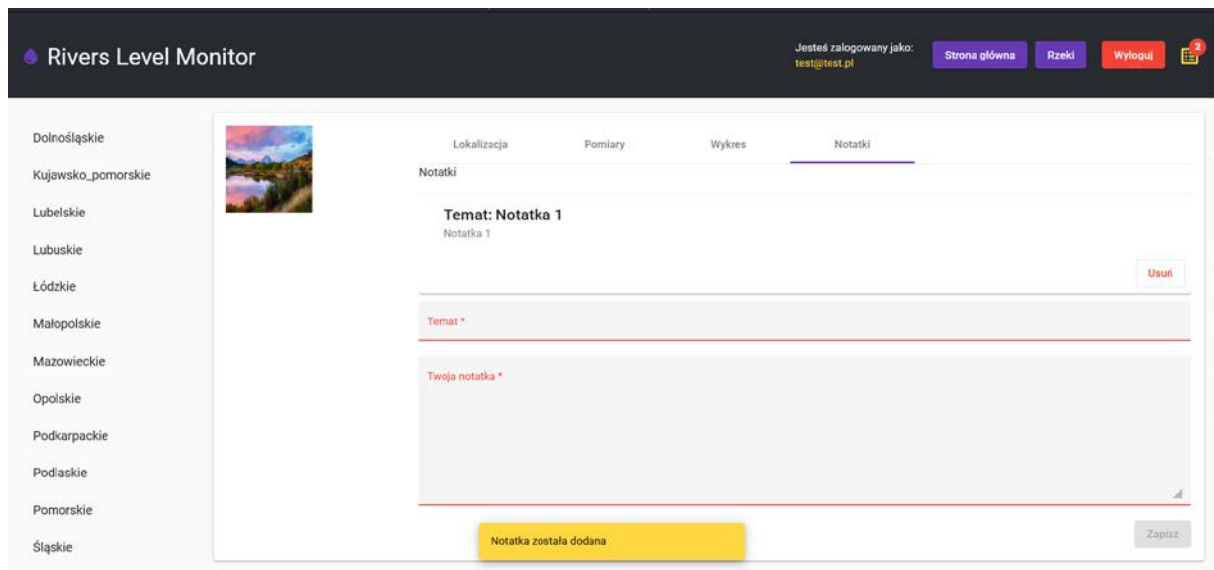 Rivers Level Monitor
Jesteś zalogowany jako:
test@test.pl
Strona główna
Rzeki
Wyloguj
2
Dolnośląskie
Kujawsko_pomorskie
Lubelskie
Lubuskie
Łódzkie
Małopolskie
Mazowieckie
Opolskie
Podkarpackie
Podlaskie
Pomorskie
Śląskie
Lokalizacja
Pomiary
Wykres
Notatki
Notatki
Temat: Notatka 1
Notatka 1
Usuń
Temat *
Twoja notatka *
Zapisz
Notatka została dodana